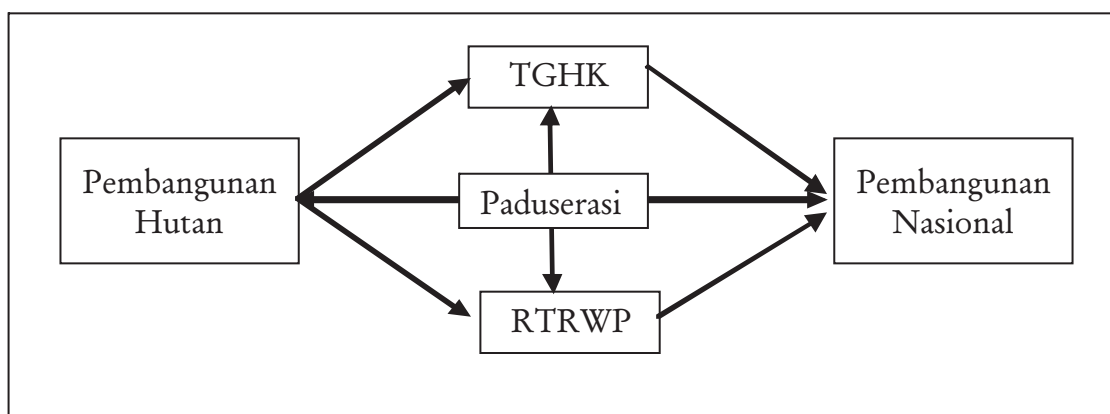 TGHK
Pembangunan
Hutan
Paduserasi
Pembangunan
Nasional
RTRWP